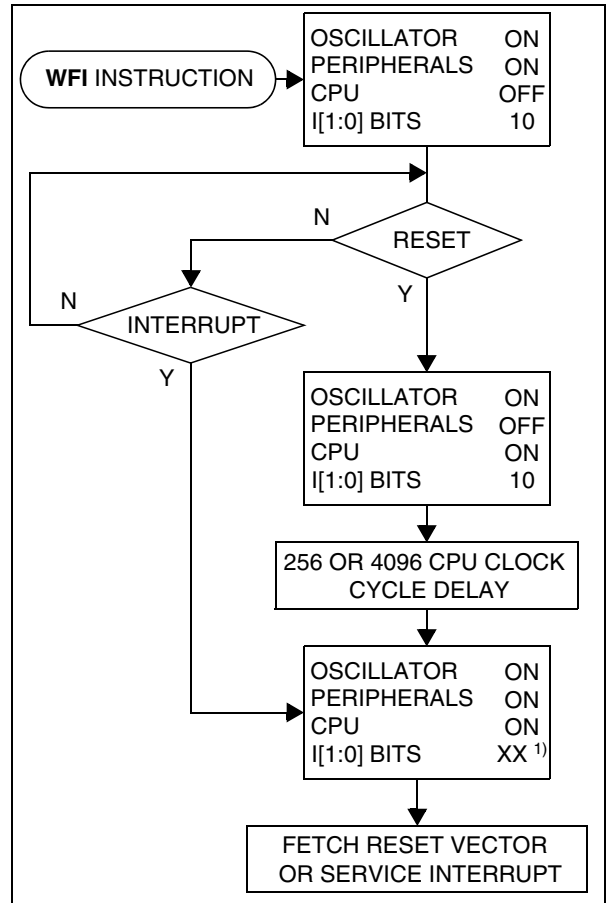 WFI INSTRUCTION
OSCILLATOR ON
PERIPHERALS ON
CPU OFF
I[1:0] BITS 10
N
RESET
N
INTERRUPT
Y
Y
OSCILLATOR ON
PERIPHERALS OFF
CPU ON
I[1:0] BITS 10
256 OR 4096 CPU CLOCK
CYCLE DELAY
OSCILLATOR ON
PERIPHERALS ON
CPU ON
I[1:0] BITS XX 1)
FETCH RESET VECTOR
OR SERVICE INTERRUPT